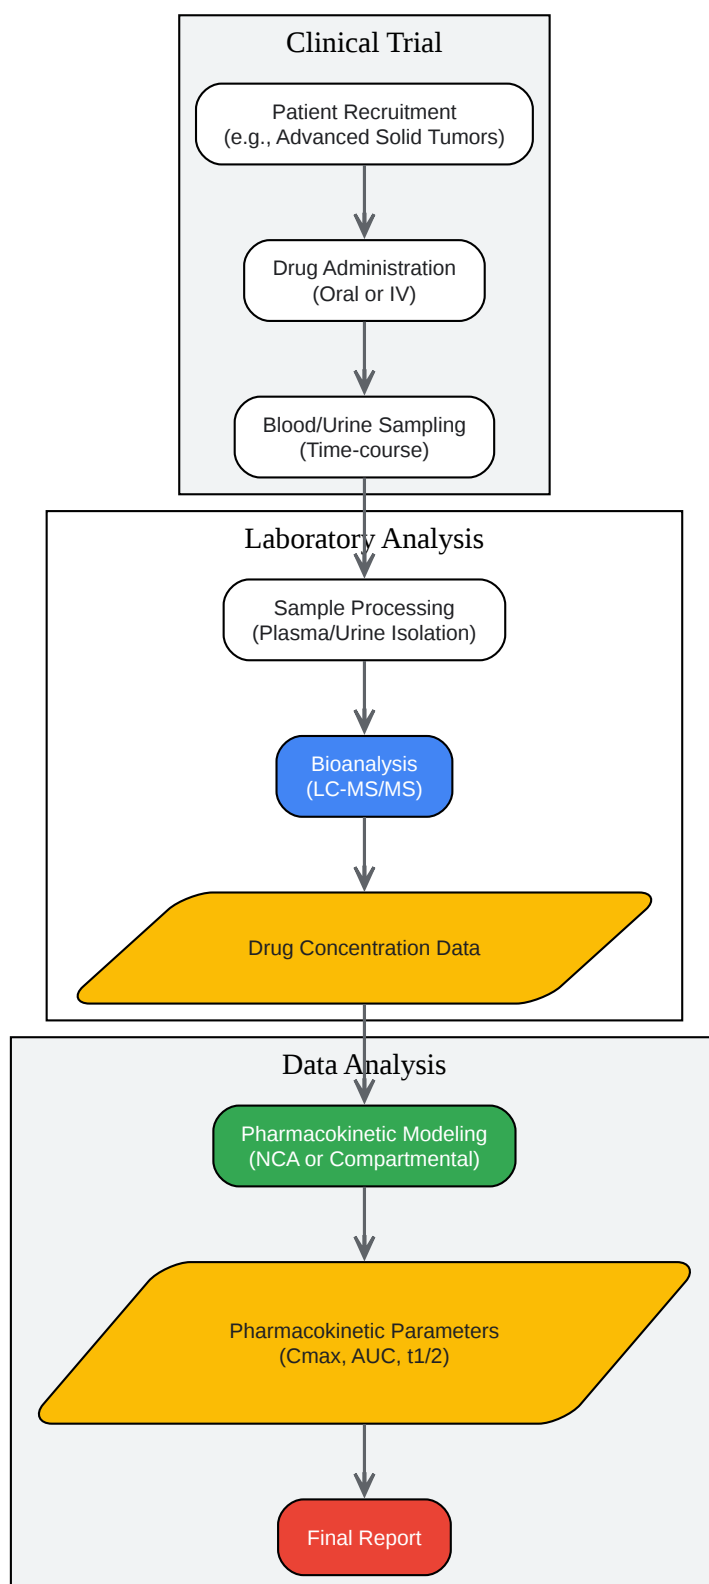 Clinical Trial
Patient Recruitment
(e.g., Advanced Solid Tumors)
Drug Administration
(Oral or IV)
Blood/Urine Sampling
(Time-course)
Laboratory Analysis
Sample Processing
(Plasma/Urine Isolation)
Bioanalysis
(LC-MS/MS)
Drug Concentration Data
Data Analysis
Pharmacokinetic Modeling
(NCA or Compartmental)
Pharmacokinetic Parameters
(Cmax, AUC, t1/2)
Final Report